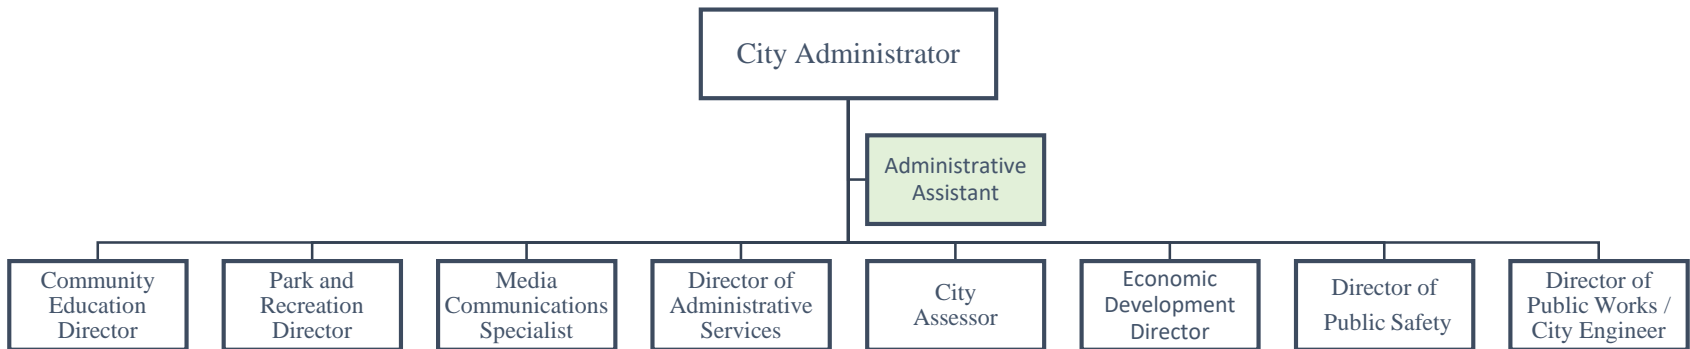 City Administrator
Administrative
Assistant
Community
Education
Director
Park and
Recreation
Director
Media
Communications
Specialist
Director of
Administrative
Services
City
Assessor
Economic
Development
Director
Director of
Public Safety
Director of
Public Works /
City Engineer